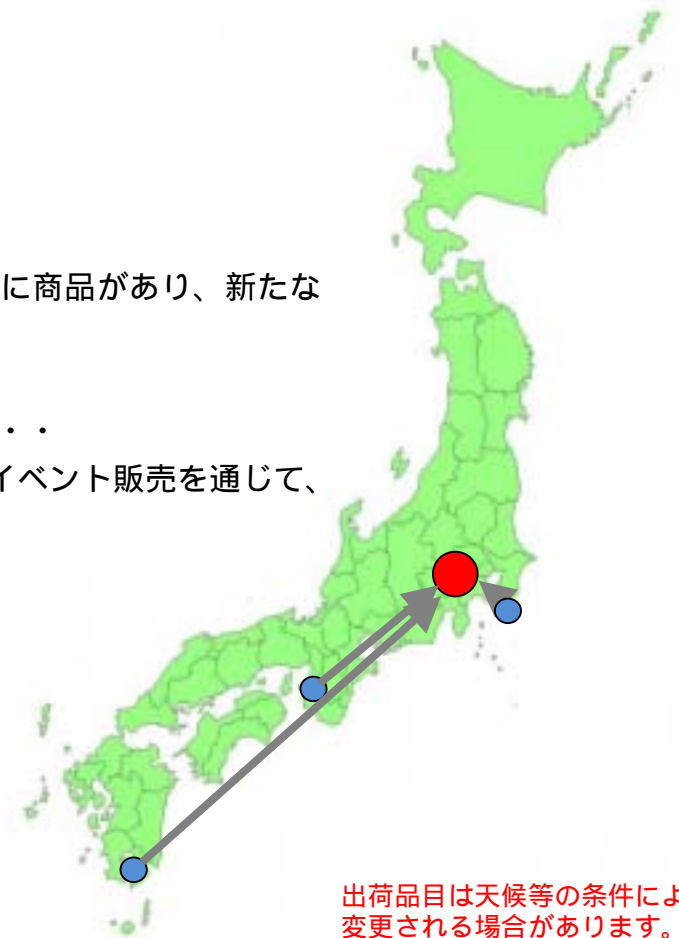 に商品があり、新たな
・・
イベント販売を通じて、
出荷品目は天候等の条件によ
変更される場合があります。